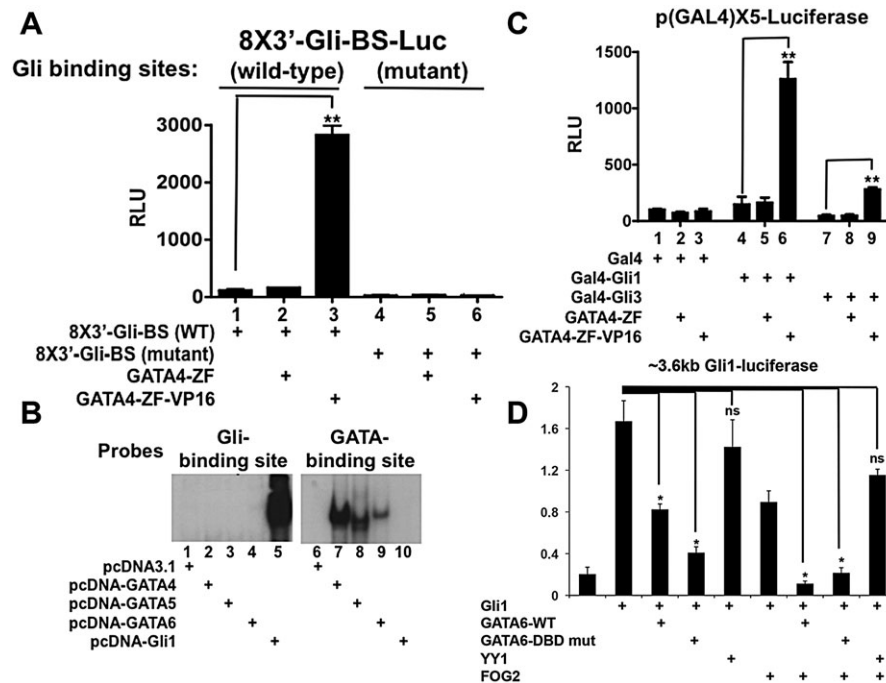 A
8X3'-Gli-BS-Luc
Gli binding sites: (wild-type) (mutant)
**
3000
2000
1000
0
RLU
1 2 3 4 5 6
8X3'-Gli-BS (WT) + + +
8X3'-Gli-BS (mutant) + + +
GATA4-ZF + +
GATA4-ZF-VP16 + +
B
Probes
Gli-
binding site
GATA-
binding site
1 2 3 4 5 6 7 8 9 10
pcDNA3.1 + +
pcDNA-GATA4 + +
pcDNA-GATA5 + +
pcDNA-GATA6 + +
pcDNA-Gli1 + +
C
p(GAL4)X5-Luciferase
**
**
1500
1000
500
0
RLU
1 2 3 4 5 6 7 8 9
Gal4 + + +
Gal4-Gli1 + + +
Gal4-Gli3 + + +
GATA4-ZF + + +
GATA4-ZF-VP16 + + +
D
~3.6kb Gli1-luciferase
2
1.6
1.2
0.8
0.4
0
* * ns * * ns
Gli1 + + + + + + + +
GATA6-WT + +
GATA6-DBD mut + +
YY1 + +
FOG2 + + + +